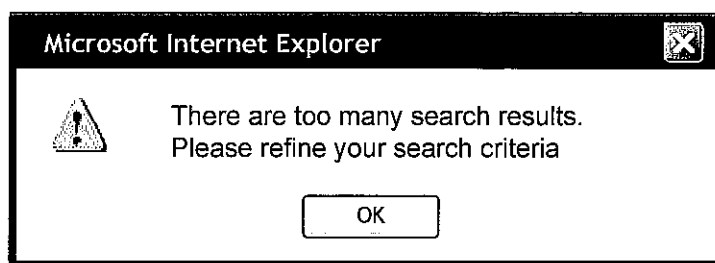 Microsoft Internet Explorer
There are too many search results.
Please refine your search criteria
OK